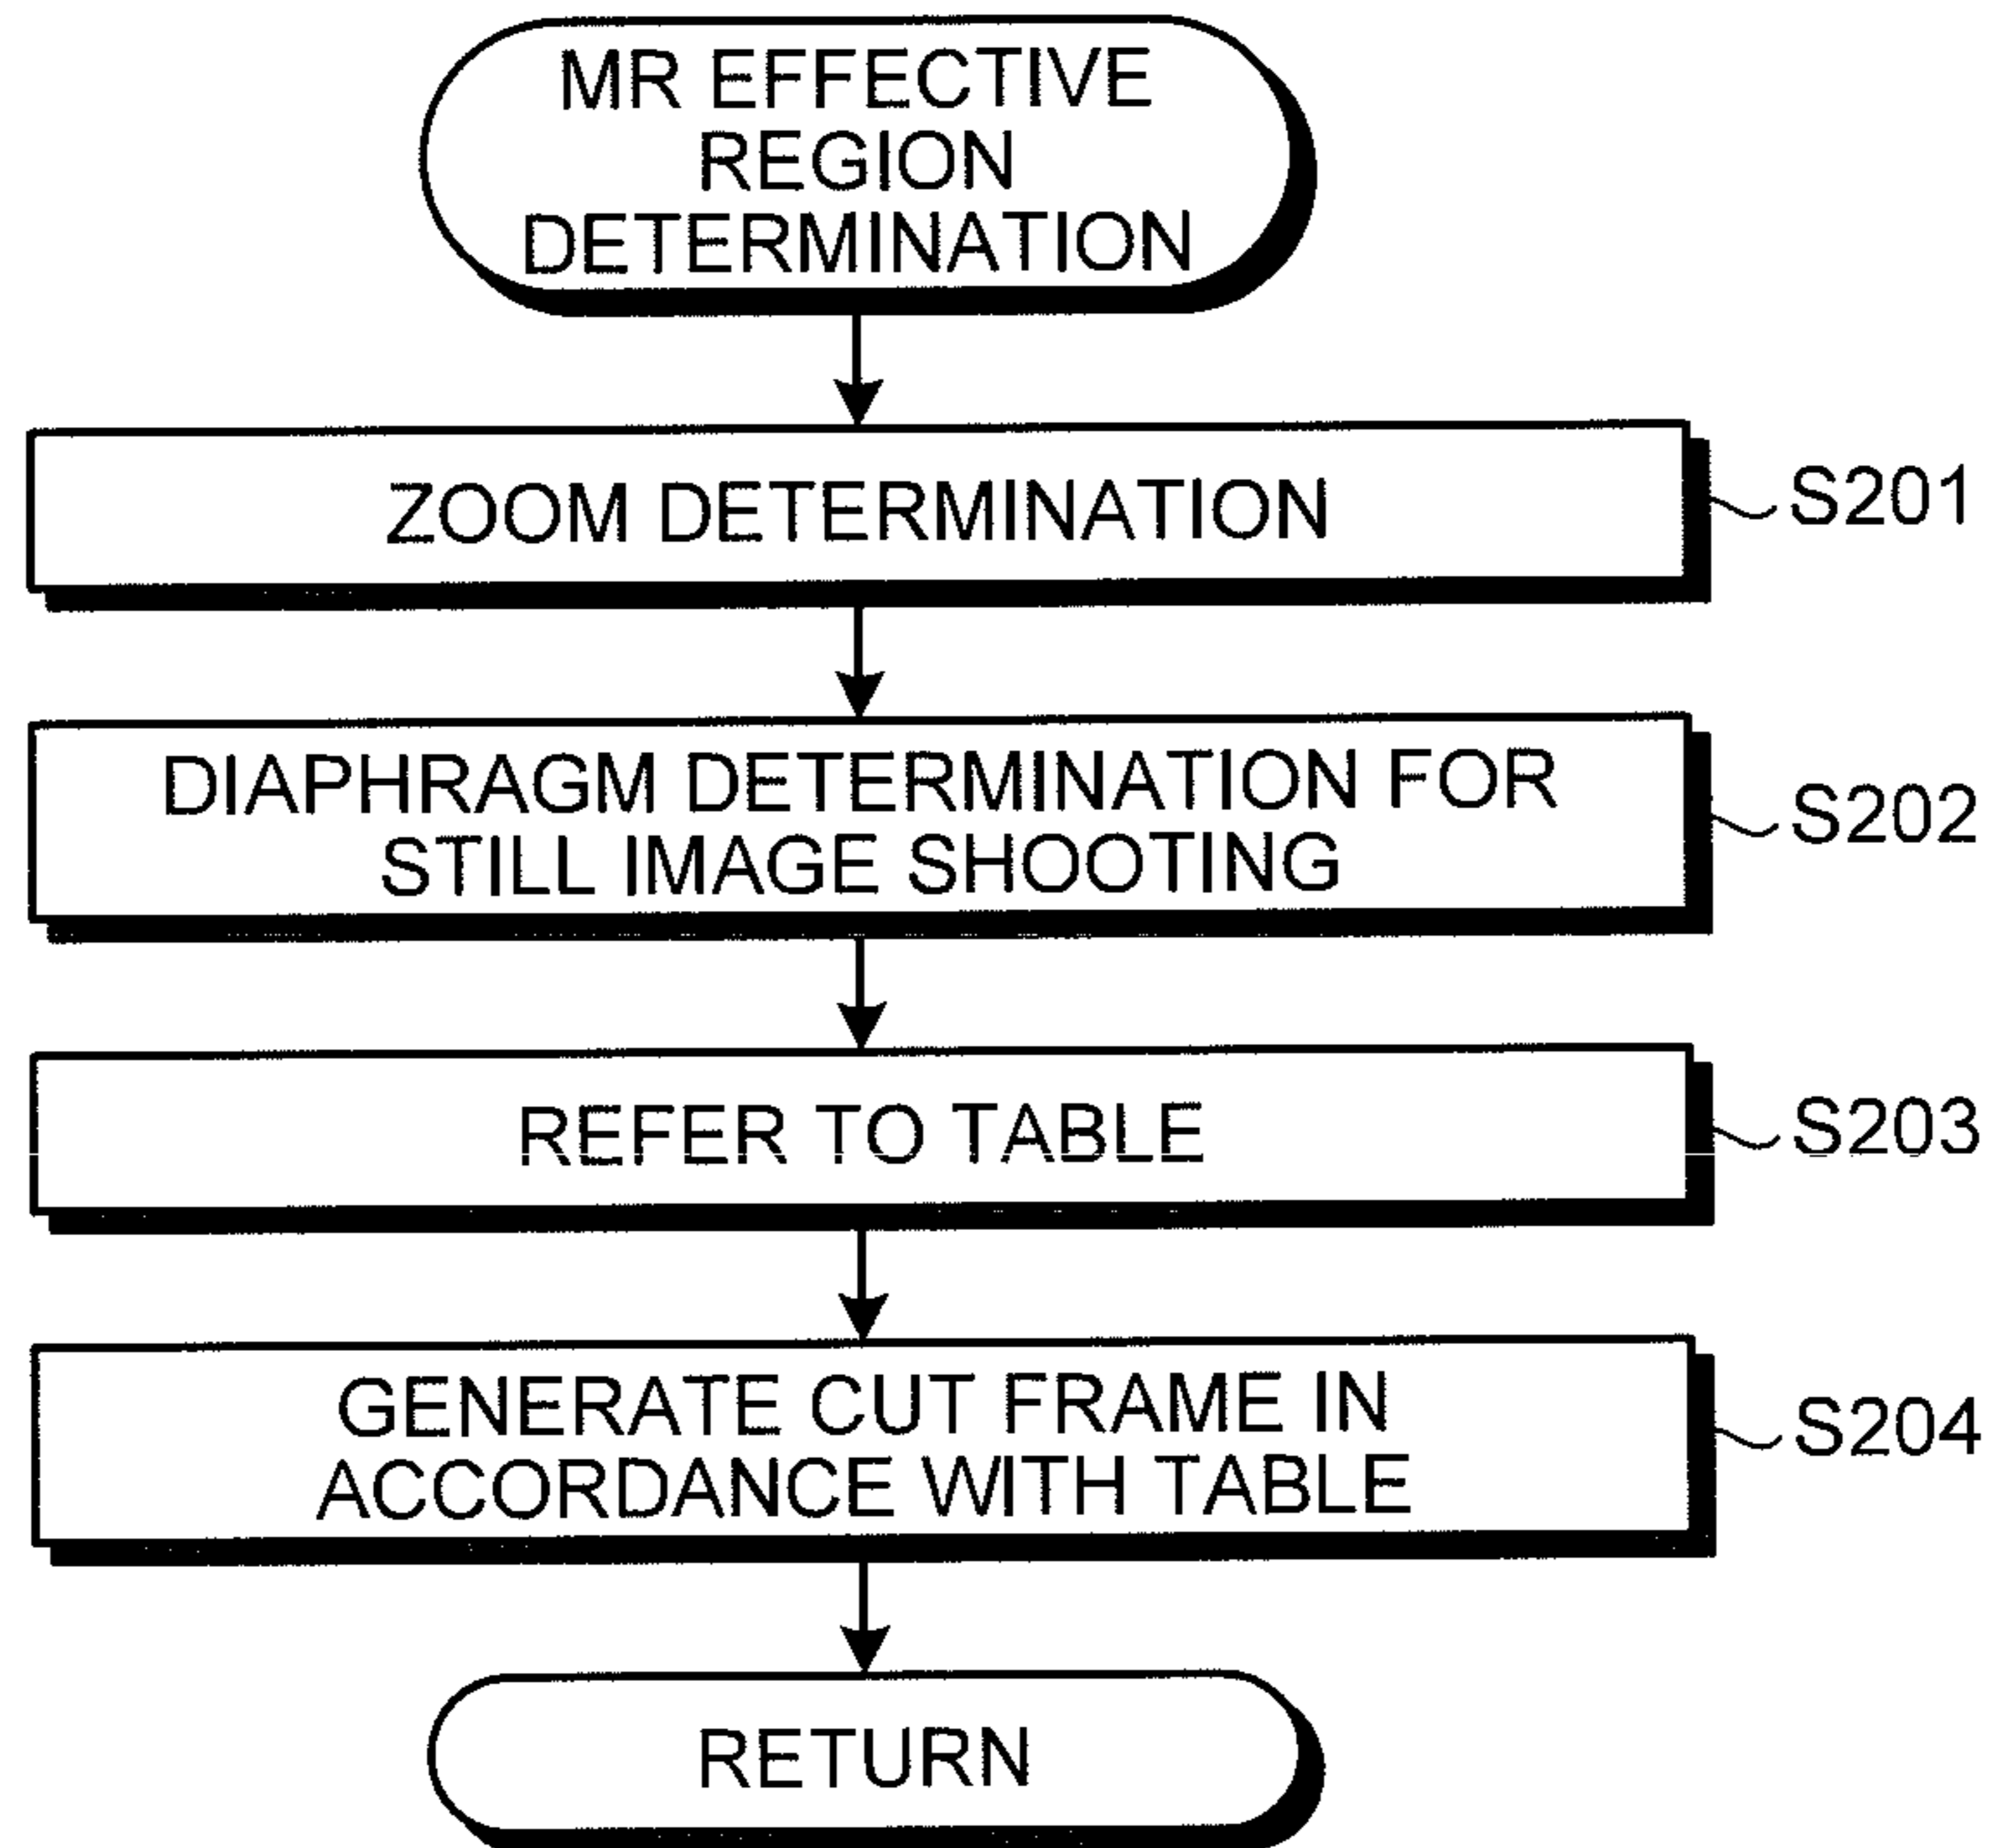 MR EFFECTIVE
REGION
DETERMINATION
ZOOM DETERMINATION
S201
DIAPHRAGM DETERMINATION FOR
STILL IMAGE SHOOTING
S202
REFER TO TABLE
S203
GENERATE CUT FRAME IN
ACCORDANCE WITH TABLE
S204
RETURN